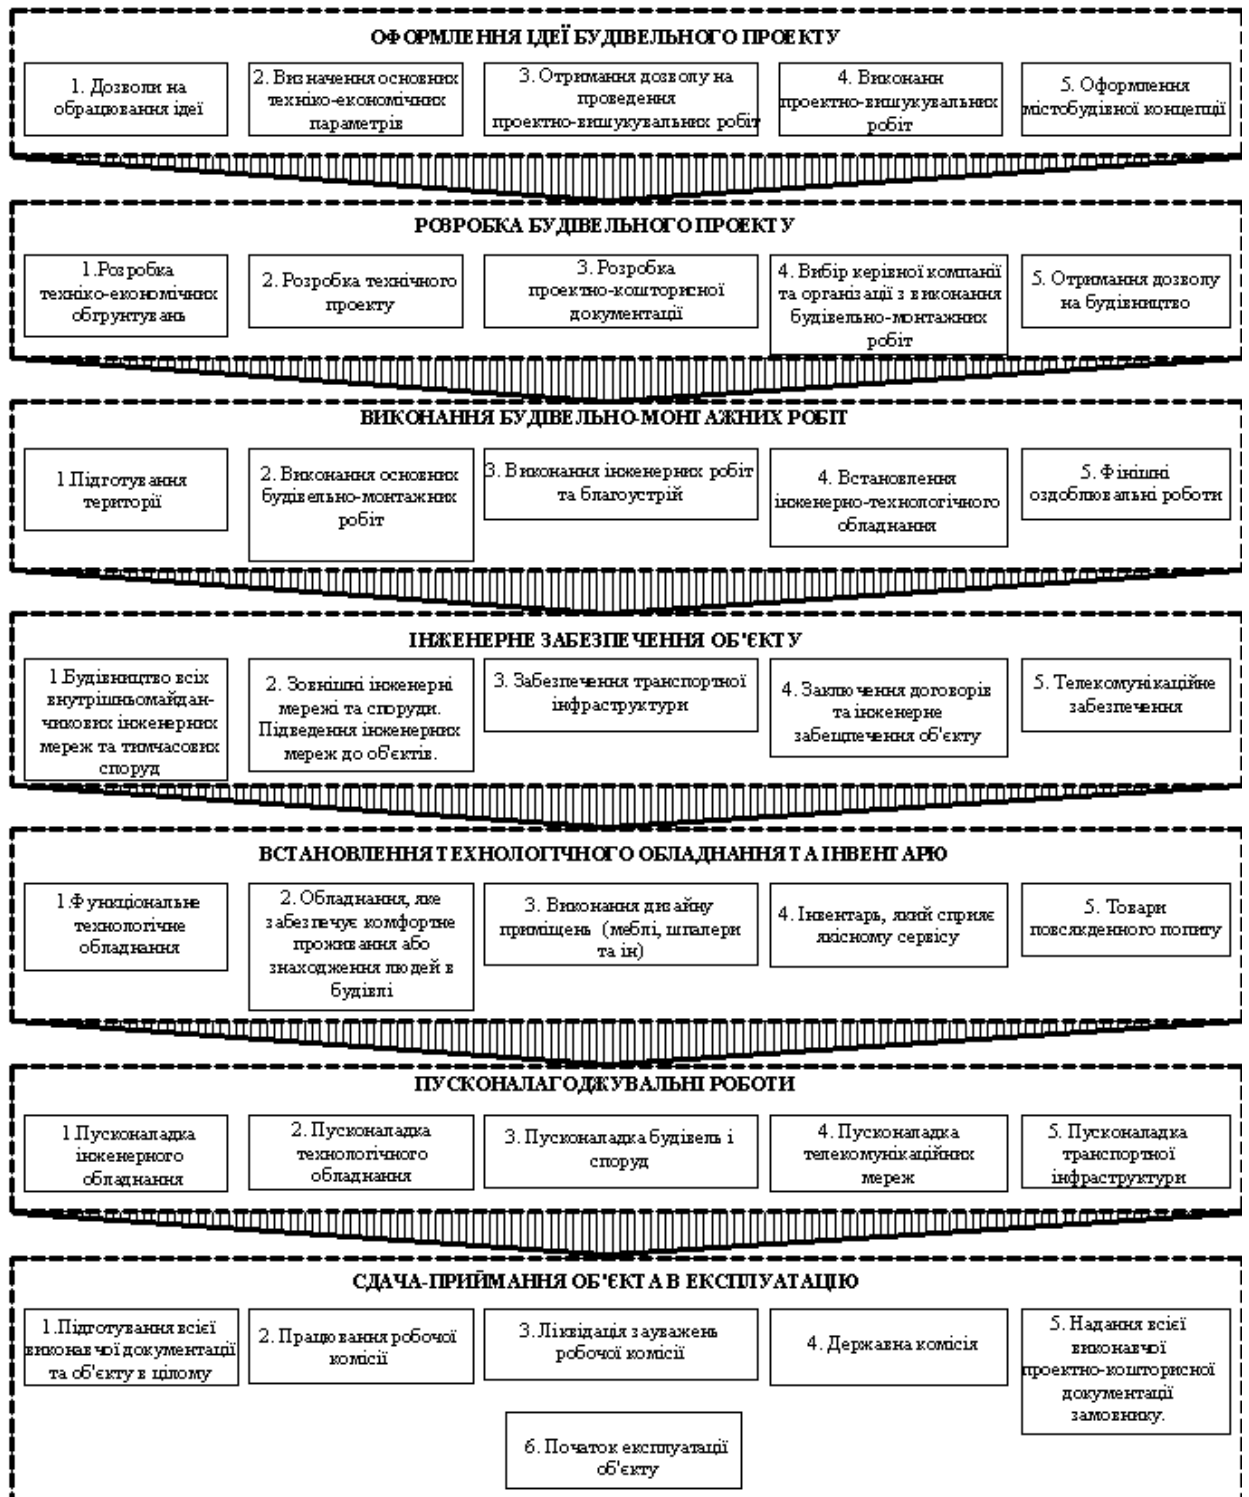 ОФОРМЛЕННЯ ІДЕЇ БУДІВЕЛЬНОГО ПРОЕКТУ
1. Дозволи на
обрацювання ідеї
2. Визначення основних
техніко-економічних
параметрів
3. Отримання дозволу на
проведення
проектно-вишукувальних робіт
4. Виконанн
проектно-вишукувальних
робіт
5. Оформлення
містобудівної концепції
РОЗРОБКА БУДІВЕЛЬНОГО ПРОЕКТУ
1.Розробка
техніко-економічних
обгрунтувань
2. Розробка технічного
проекту
3. Розробка
проектно-кошторисної
документації
4. Вибір керівної компанії
та організації з виконання
будівельно-монтажних
робіт
5. Отримання дозволу
на будівництво
ВИКОНАННЯ БУДІВЕЛЬНО-МОНТАЖНИХ РОБІТ
1.Підготування
території
2. Виконання основних
будівельно-монтажних
робіт
3. Виконання інженерних робіт
та благоустрій
4. Встановлення
інженерно-технологічного
обладнання
5. Фінішні
оздоблювальні роботи
ІНЖЕНЕРНЕ ЗАБЕЗПЕЧЕННЯ ОБ'ЄКТУ
1.Будівництво всіх
внутрішньомайдан-
чикових інженерних
мереж та тимчасових
споруд
2. Зовнішні інженерні
мережі та споруди.
Підведення інженерних
мереж до об'єктів.
3. Забезпечення транспортної
інфраструктури
4. Заключення договорів
та інженерне
забещпечення об'єкту
5. Телекомунікаційне
забезпечення
ВСТАНОВЛЕННЯ ТЕХНОЛОГІЧНОГО ОБЛАДНАННЯ ТА ІНВЕНТАРЮ
1.Функціональне
технологічне
обладнання
2. Обладнання, яке
забезпечує комфортне
проживання або
знаходження людей в
будівлі
3. Виконання дизайну
приміщень (меблі, шпалери
та ін)
4. Інвентарь, який сприяє
якісному сервісу
5. Товари
повсякденного попиту
ПУСКОНАЛАГОДЖУВАЛЬНІ РОБОТИ
1.Пусконаладка
інженерного
обладнання
2. Пусконаладка
технологічного
обладнання
3. Пусконаладка будівель і
споруд
4. Пусконаладка
телекомунікаційних
мереж
5. Пусконаладка
транспортної
інфраструктури
СДАЧА-ПРИЙМАННЯ ОБ'ЄКТА В ЕКСПЛУАТАЦІЮ
1.Підготування всієї
виконавчої документації
та об'єкту в цілому
2. Працювання робочої
комісії
3. Ліквідація зауважень
робочої комісії
4. Державна комісія
5. Надання всієї
виконавчої
проектно-кошторисної
документації
замовнику.
6. Початок експлуатації
об'єкту